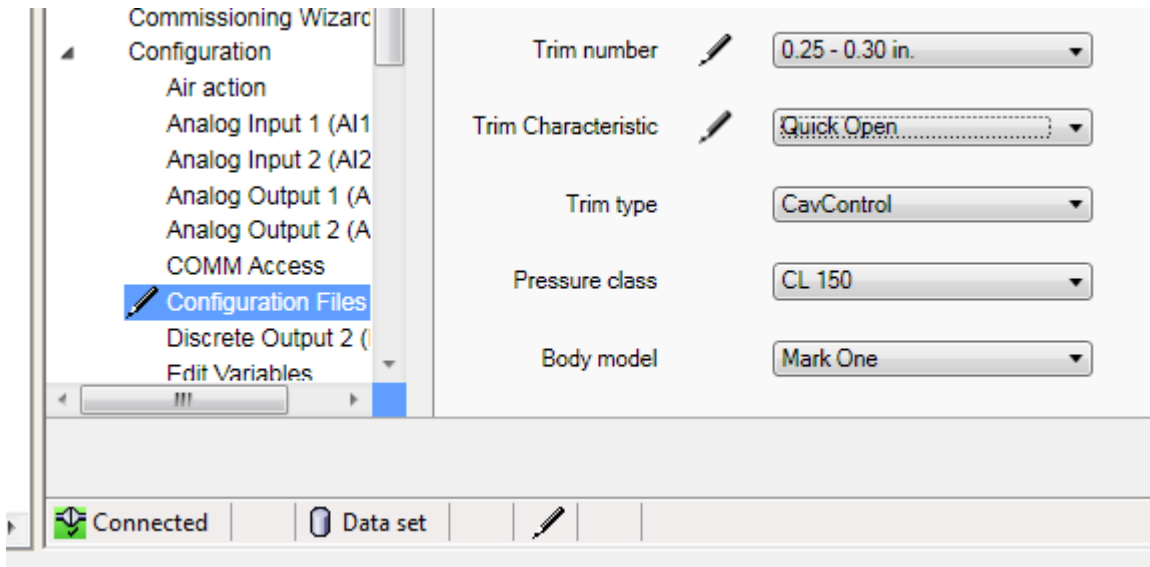 Commissioning Wizard
Configuration
Air action
Analog Input 1 (AI1
Analog Input 2 (AI2
Analog Output 1 (A
Analog Output 2 (A
COMM Access
Configuration Files
Discrete Output 2 (
Edit Variables
Trim number 0.25 - 0.30 in.
Trim Characteristic Quick Open
Trim type CavControl
Pressure class CL 150
Body model Mark One
Connected Data set